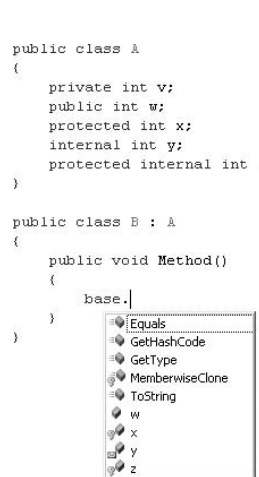 public class A
{
    private int v;
    public int w;
    protected int x;
    internal int y;
    protected internal int
}
public class B : A
{
    public void Method()
    {
        base.
Equals
    }
GetHashCode
}
GetType
MemberwiseClone
ToString
w
x
y
z